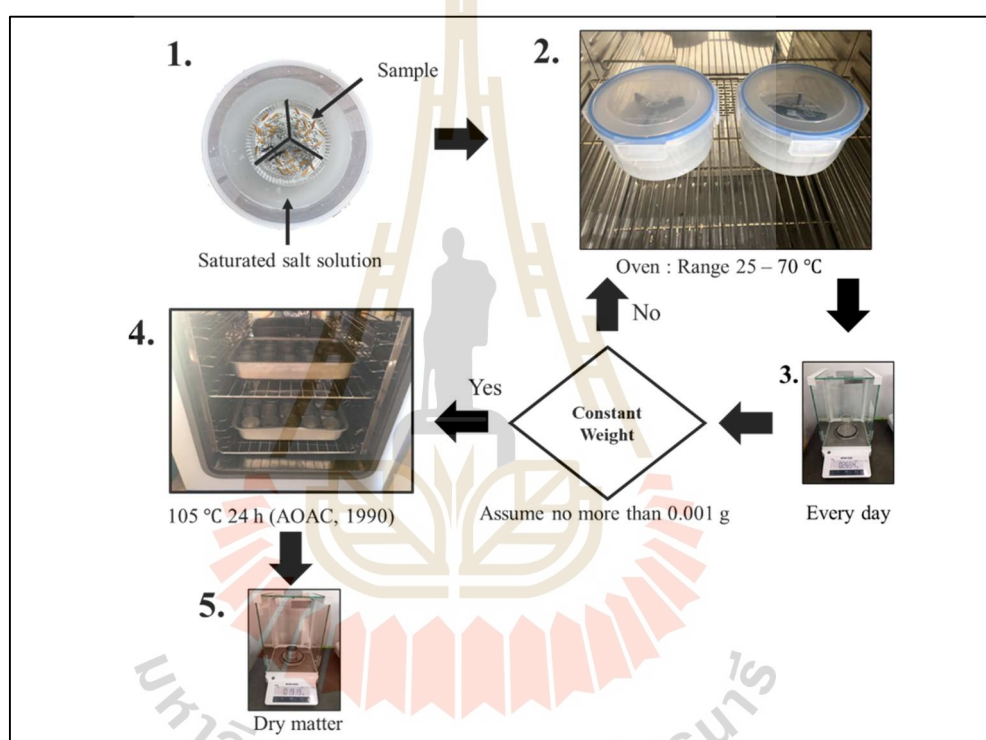 1.
Sample
Saturated salt solution
2.
Oven : Range 25 – 70 °C
No
3.
Every day
Constant
Weight
Assume no more than 0.001 g
Yes
4.
105 °C 24 h (AOAC, 1990)
5.
Dry matter